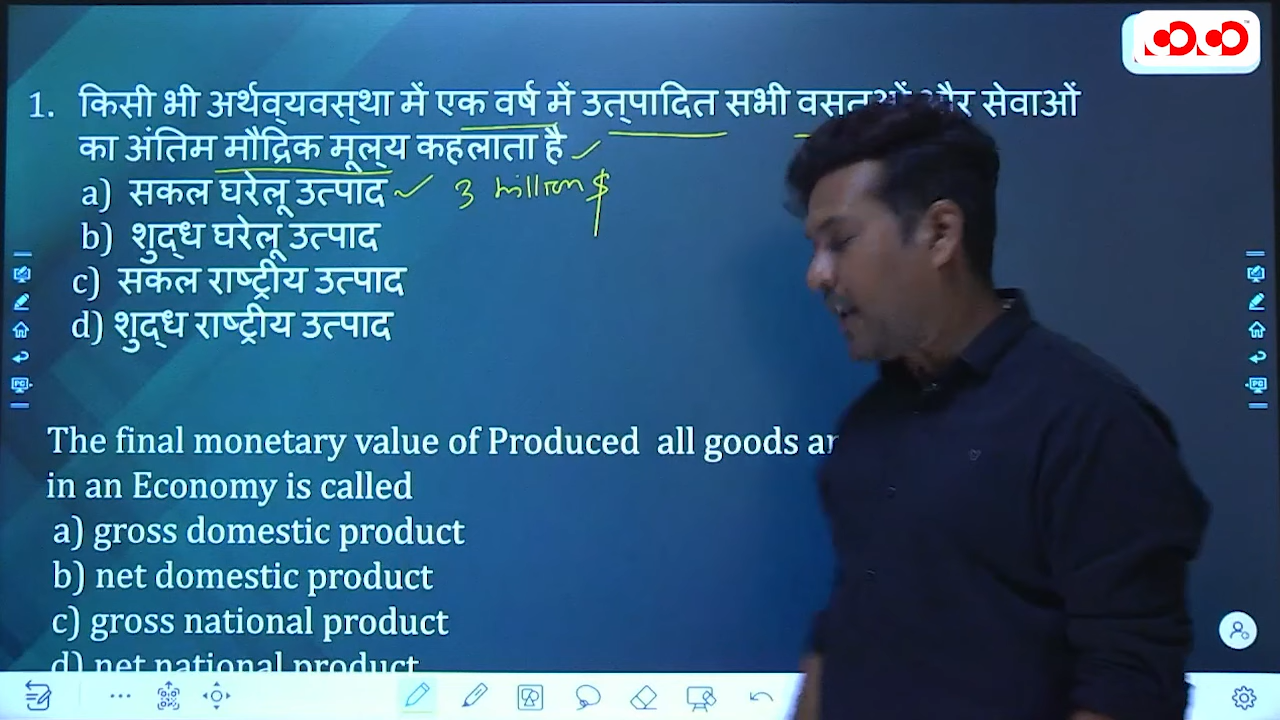 1. किसी भी अर्थव्यवस्था में एक वर्ष में उत्पादित सभी और सेवाओं
का अंतिम मौद्रिक मूल्य कहलाता है
a) सकल घरेलू उत्पाद 3 trillion $
b) शुद्ध घरेलू उत्पाद
c) सकल राष्ट्रीय उत्पाद
d) शुद्ध राष्ट्रीय उत्पाद
The final monetary value of Produced all goods
in an Economy is called
a) gross domestic product
b) net domestic product
c) gross national product
d) net national product